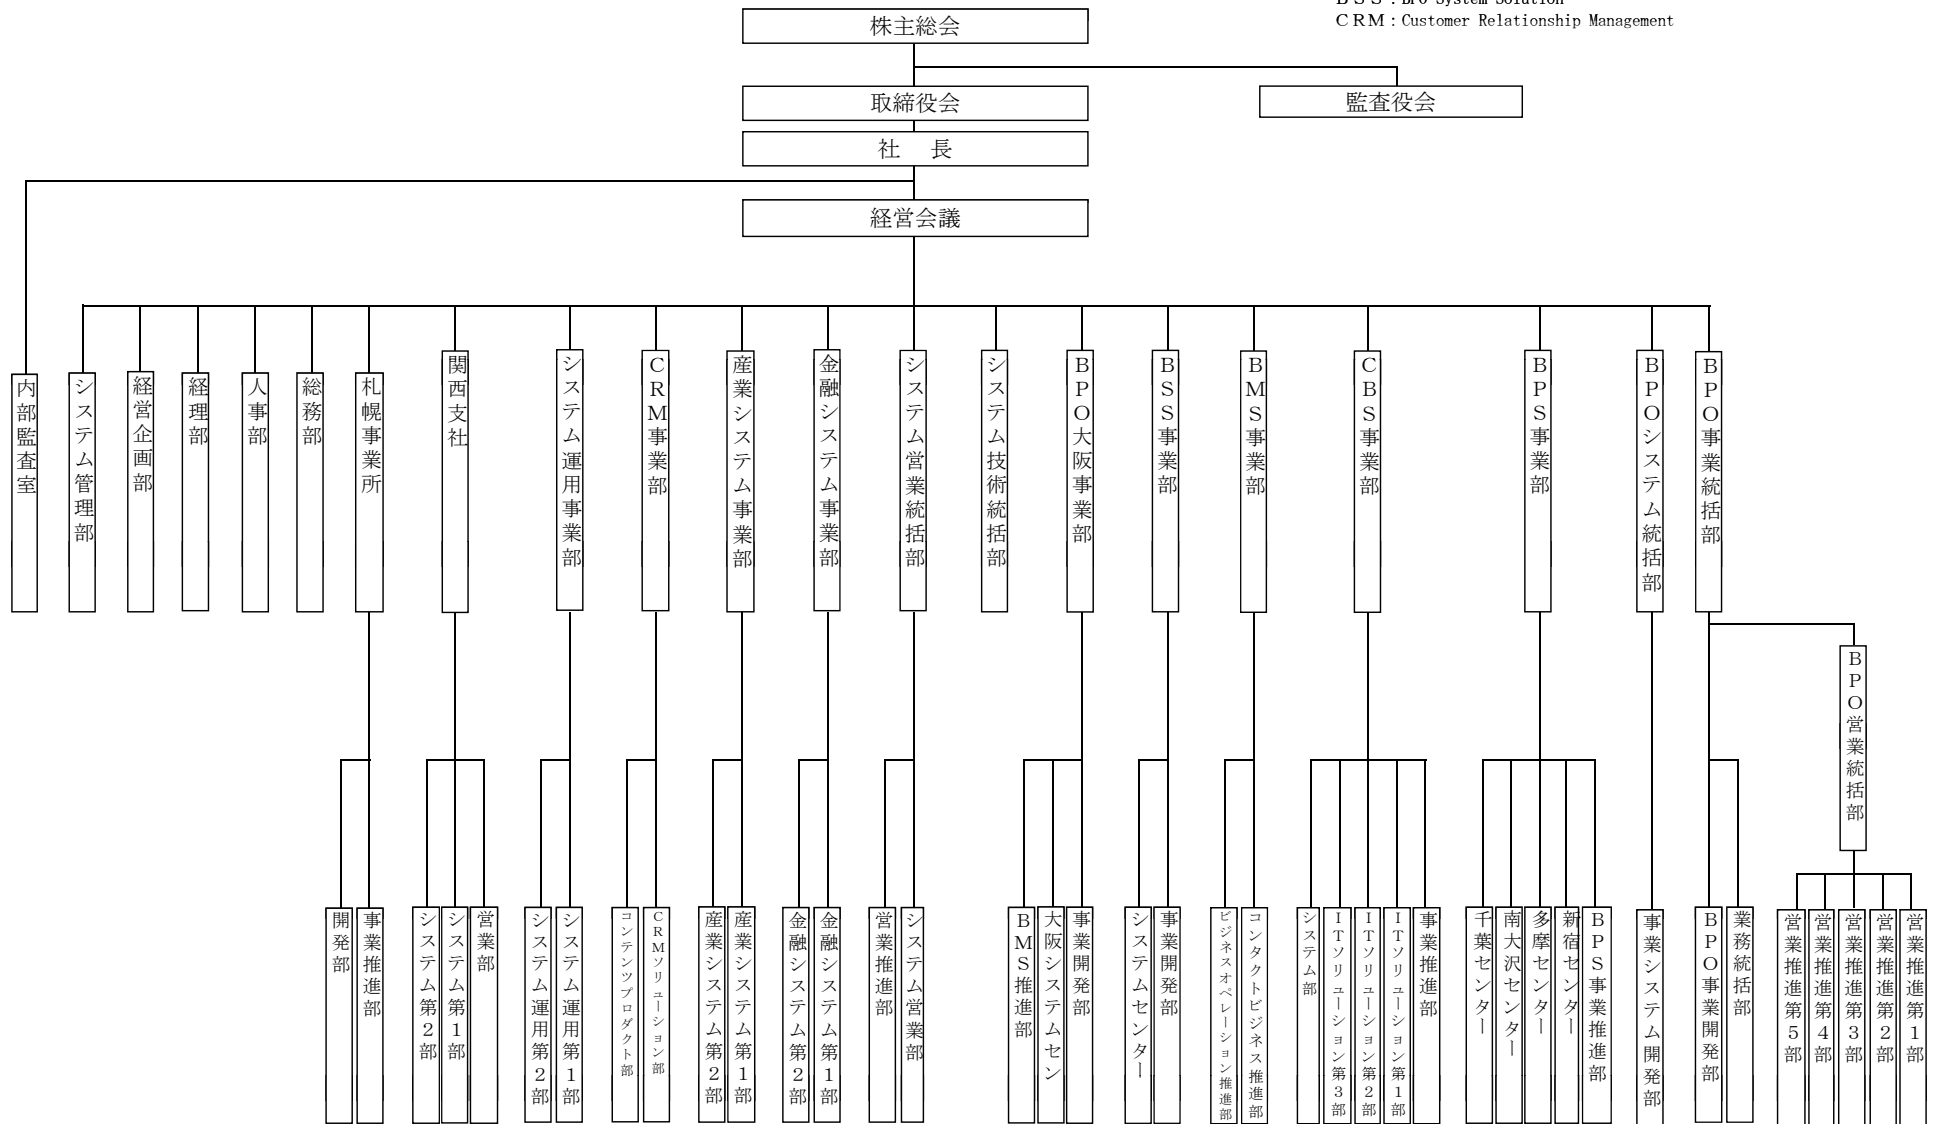 BSS：BPO System Solution
CRM：Customer Relationship Management
株主総会
取締役会
監査役会
社　長
経営会議
内部監査室
システム管理部
経営企画部
経理部
人事部
総務部
札幌事業所
関西支社
システム運用事業部
CRM事業部
産業システム事業部
金融システム事業部
システム営業統括部
システム技術統括部
BPO大阪事業部
BSS事業部
BMS事業部
CBS事業部
BPS事業部
BPOシステム統括部
BPO事業統括部
BPO営業統括部
開発部
事業推進部
システム第2部
システム第1部
営業部
システム運用第2部
システム運用第1部
コンテンツプロダクト部
CRMソリューション部
産業システム第2部
産業システム第1部
金融システム第2部
金融システム第1部
営業推進部
システム営業部
BMS推進部
大阪システムセン
事業開発部
システムセンター
事業開発部
ビジネスオペレーション推進部
コンタクトビジネス推進部
システム部
ITソリューション第3部
ITソリューション第2部
ITソリューション第1部
事業推進部
千葉センター
南大沢センター
多摩センター
新宿センター
BPS事業推進部
事業システム開発部
BPO事業開発部
業務統括部
営業推進第5部
営業推進第4部
営業推進第3部
営業推進第2部
営業推進第1部